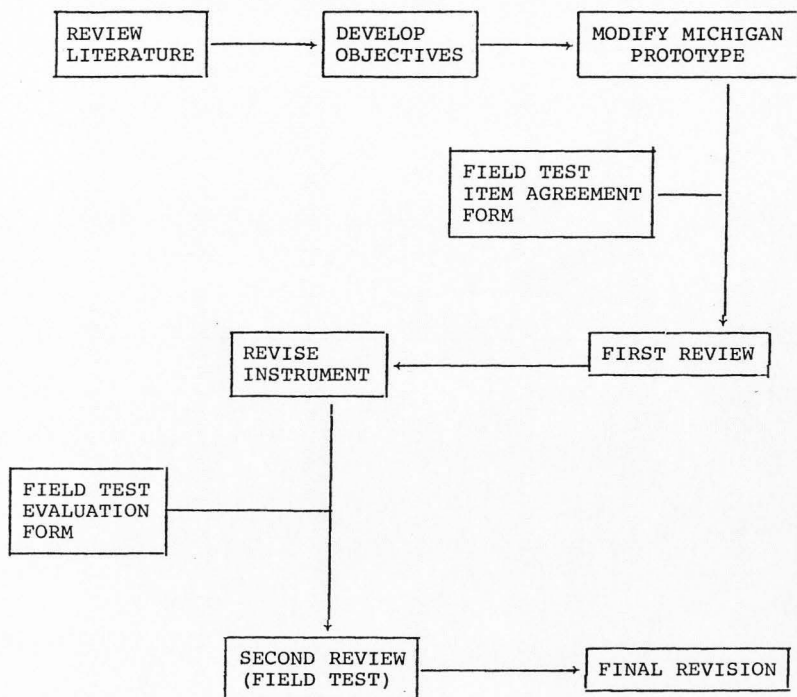 REVIEW
LITERATURE
DEVELOP
OBJECTIVES
MODIFY MICHIGAN
PROTOTYPE
FIELD TEST
ITEM AGREEMENT
FORM
FIRST REVIEW
REVISE
INSTRUMENT
FIELD TEST
EVALUATION
FORM
SECOND REVIEW
(FIELD TEST)
FINAL REVISION